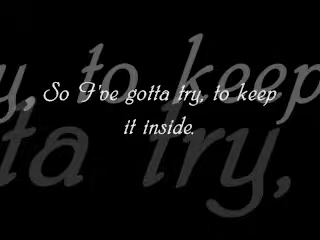 So I've gotta try, to keep
it inside.
y, to keep
ta try,